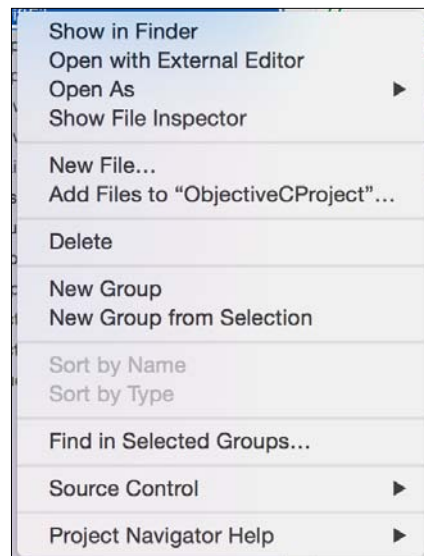 Show in Finder
Open with External Editor
Open As
Show File Inspector
New File…
Add Files to “ObjectiveCProject”…
Delete
New Group
New Group from Selection
Sort by Name
Sort by Type
Find in Selected Groups…
Source Control
Project Navigator Help